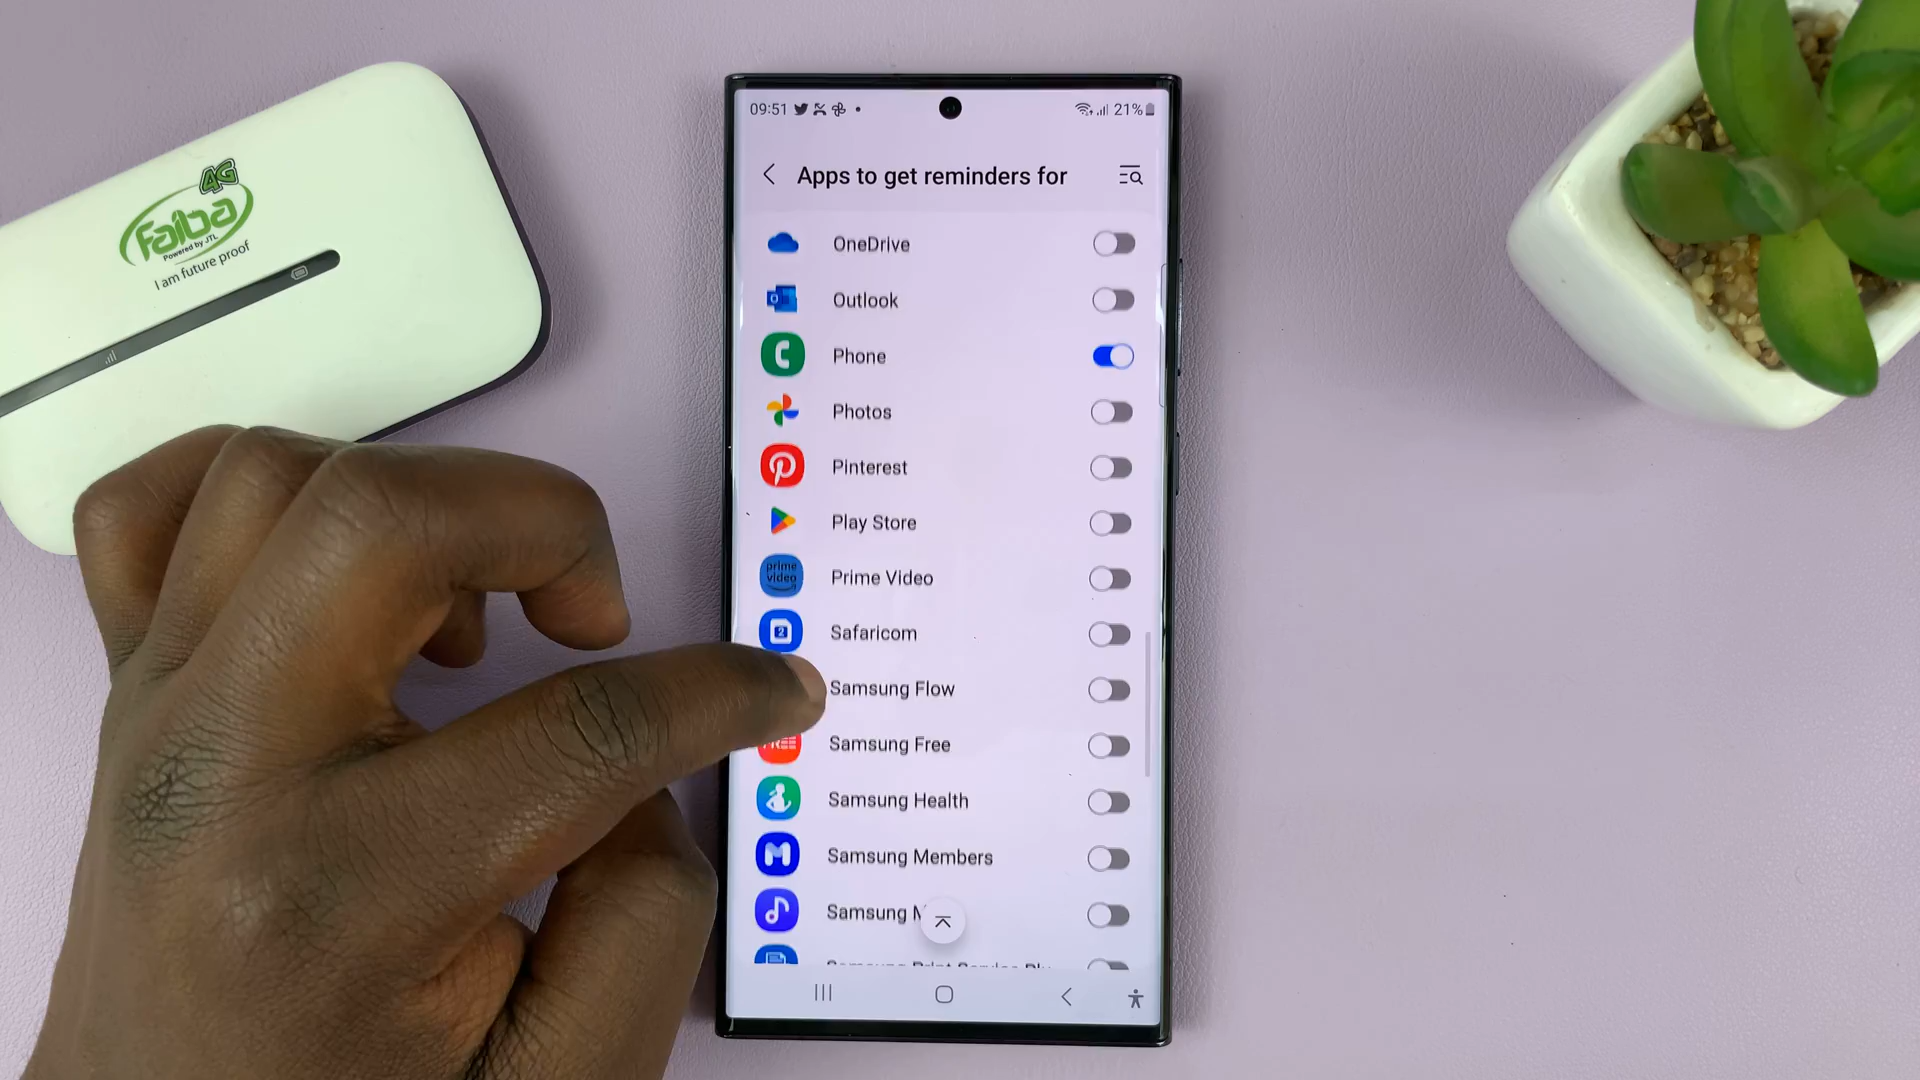 4G
Faiba
Powered by JTL
I am future proof
09:51
21%
Apps to get reminders for
OneDrive
Outlook
Phone
Photos
Pinterest
Play Store
prime video
Prime Video
2
Safaricom
Samsung Flow
Samsung Free
Samsung Health
Samsung Members
Samsung M